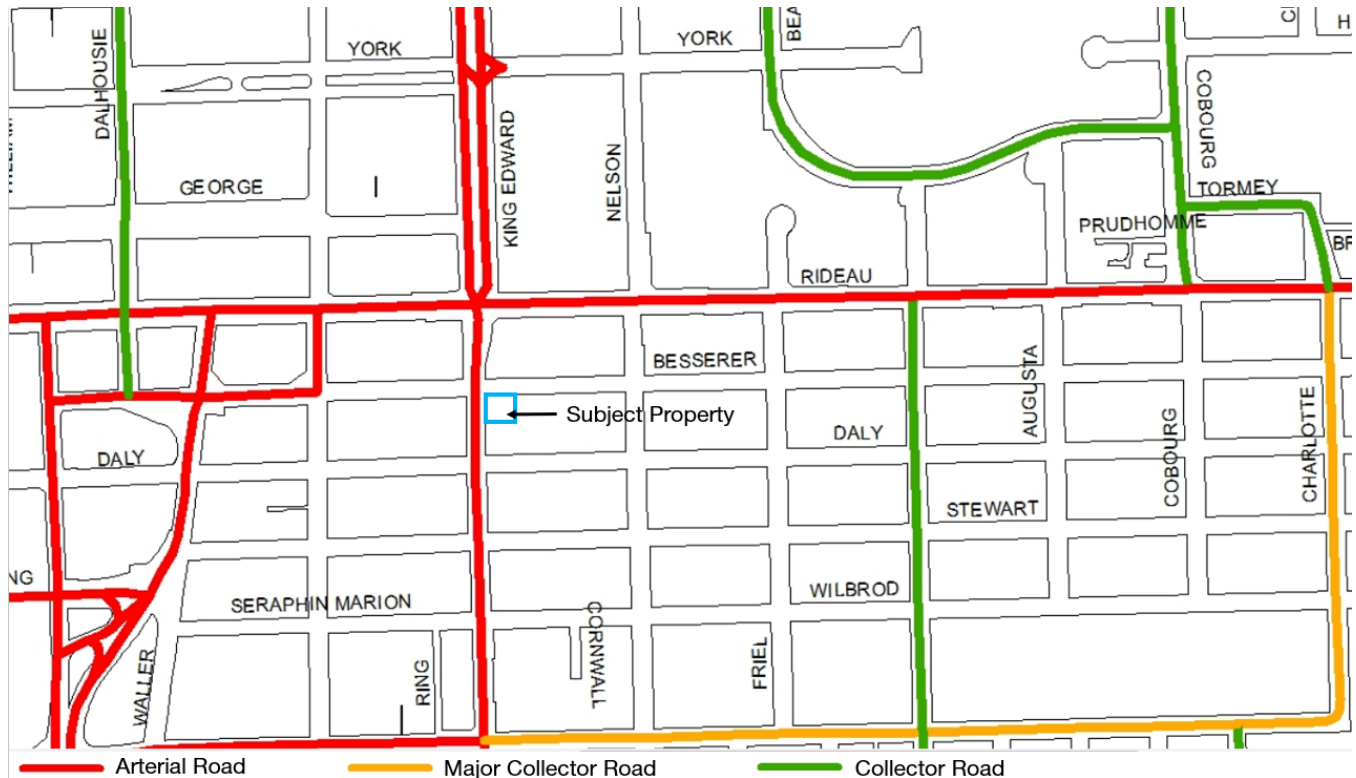 YORK
YORK
DALHOUSIE
COBOURG
KING EDWARD
NELSON
GEORGE
TORMEY
PRUDHOMME
RIDEAU
BESSERER
AUGUSTA
Subject Property
DALY
DALY
CHARLOTTE
COBOURG
STEWART
WILBROD
SERAPHIN MARION
CORNWALL
FRIEL
RING
WALLER
Arterial Road
Major Collector Road
Collector Road